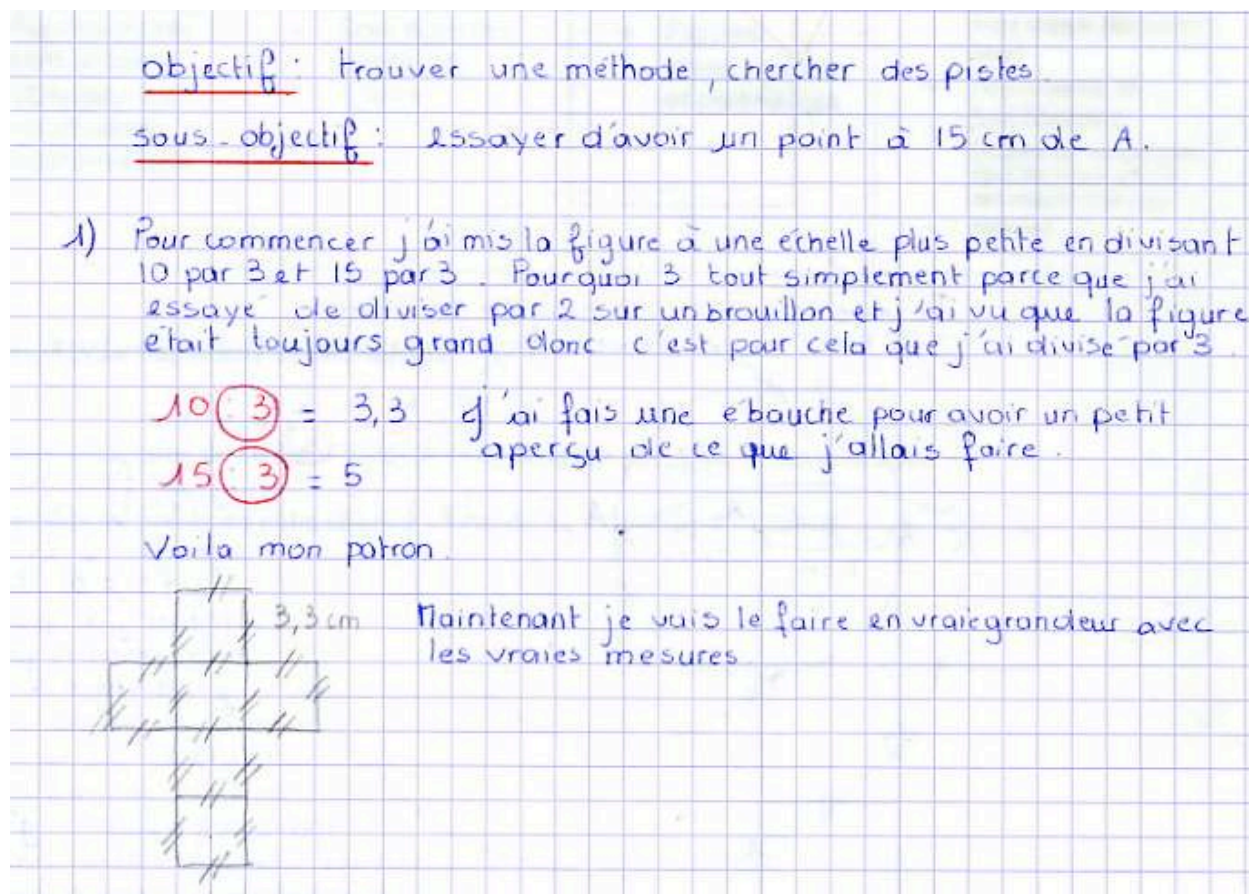 objectif : trouver une méthode, chercher des pistes.
sous-objectif : essayer d'avoir un point à 15 cm de A.
1) Pour commencer j'ai mis la figure à une échelle plus petite en divisant
10 par 3 et 15 par 3. Pourquoi 3 tout simplement parce que j'ai
essayé de diviser par 2 sur un brouillon et j'ai vu que la figure
était toujours grand donc c'est pour cela que j'ai divisé par 3.
10 : 3 = 3,3 J'ai fais une ébauche pour avoir un petit
aperçu de ce que j'allais faire.
15 : 3 = 5
Voila mon patron.
3,3 cm Maintenant je vais le faire en vraie grandeur avec
les vraies mesures